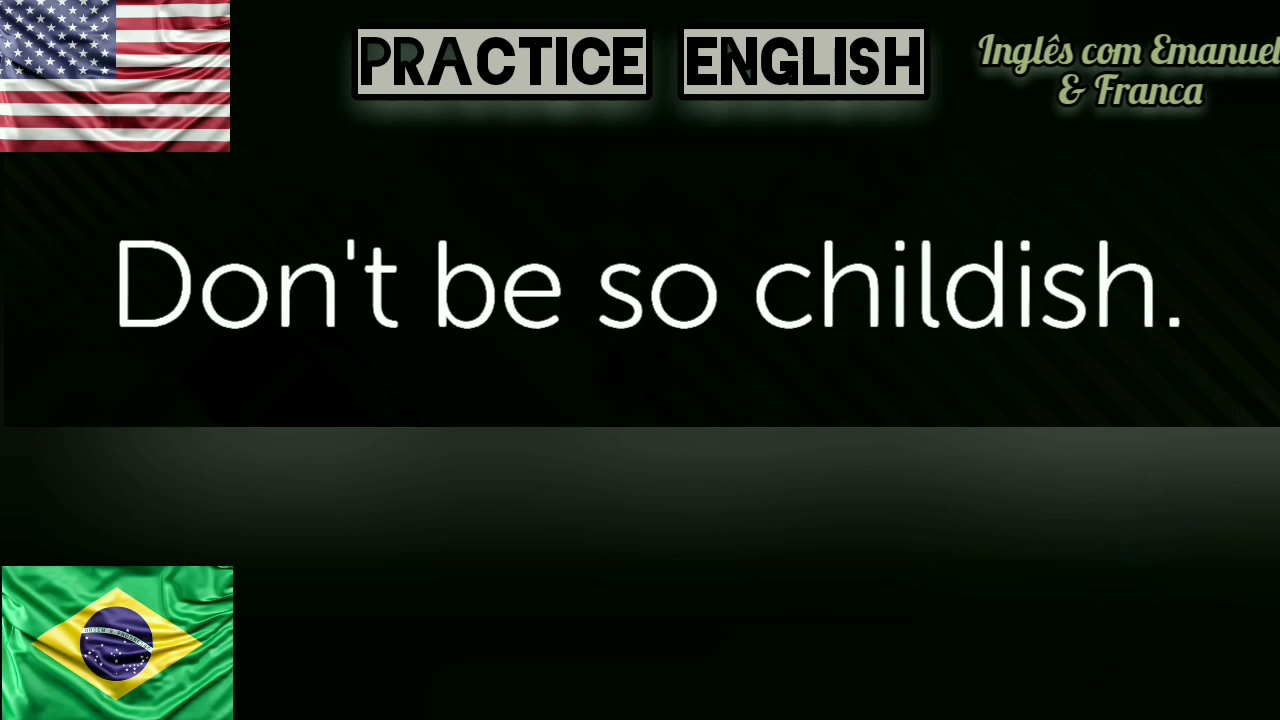 PRACTICE ENGLISH
Inglês com Emanuel
& Franca
Don't be so childish.